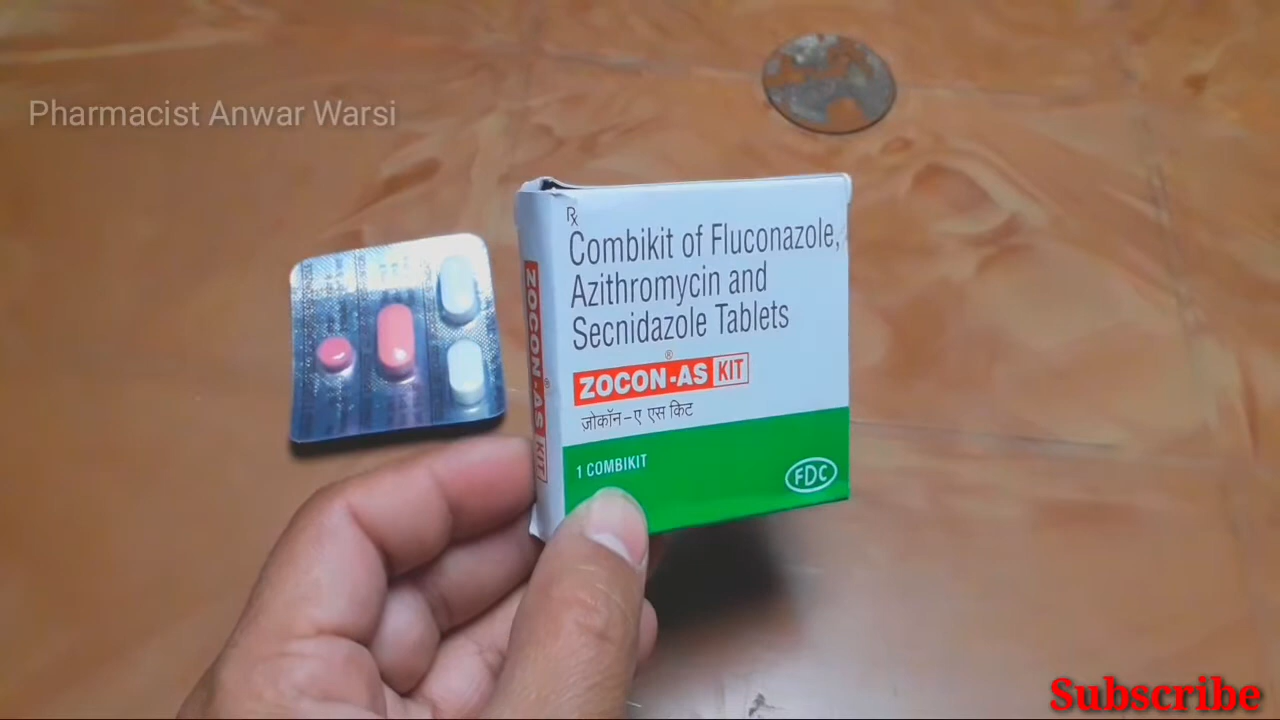 Pharmacist Anwar Warsi
Rx
Combikit of Fluconazole,
Azithromycin and
Secnidazole Tablets
ZOCON®-AS KIT
ज़ोकॉन-ए एस किट
1 COMBIKIT
FDC
ZOCON®-AS KIT
Subscribe